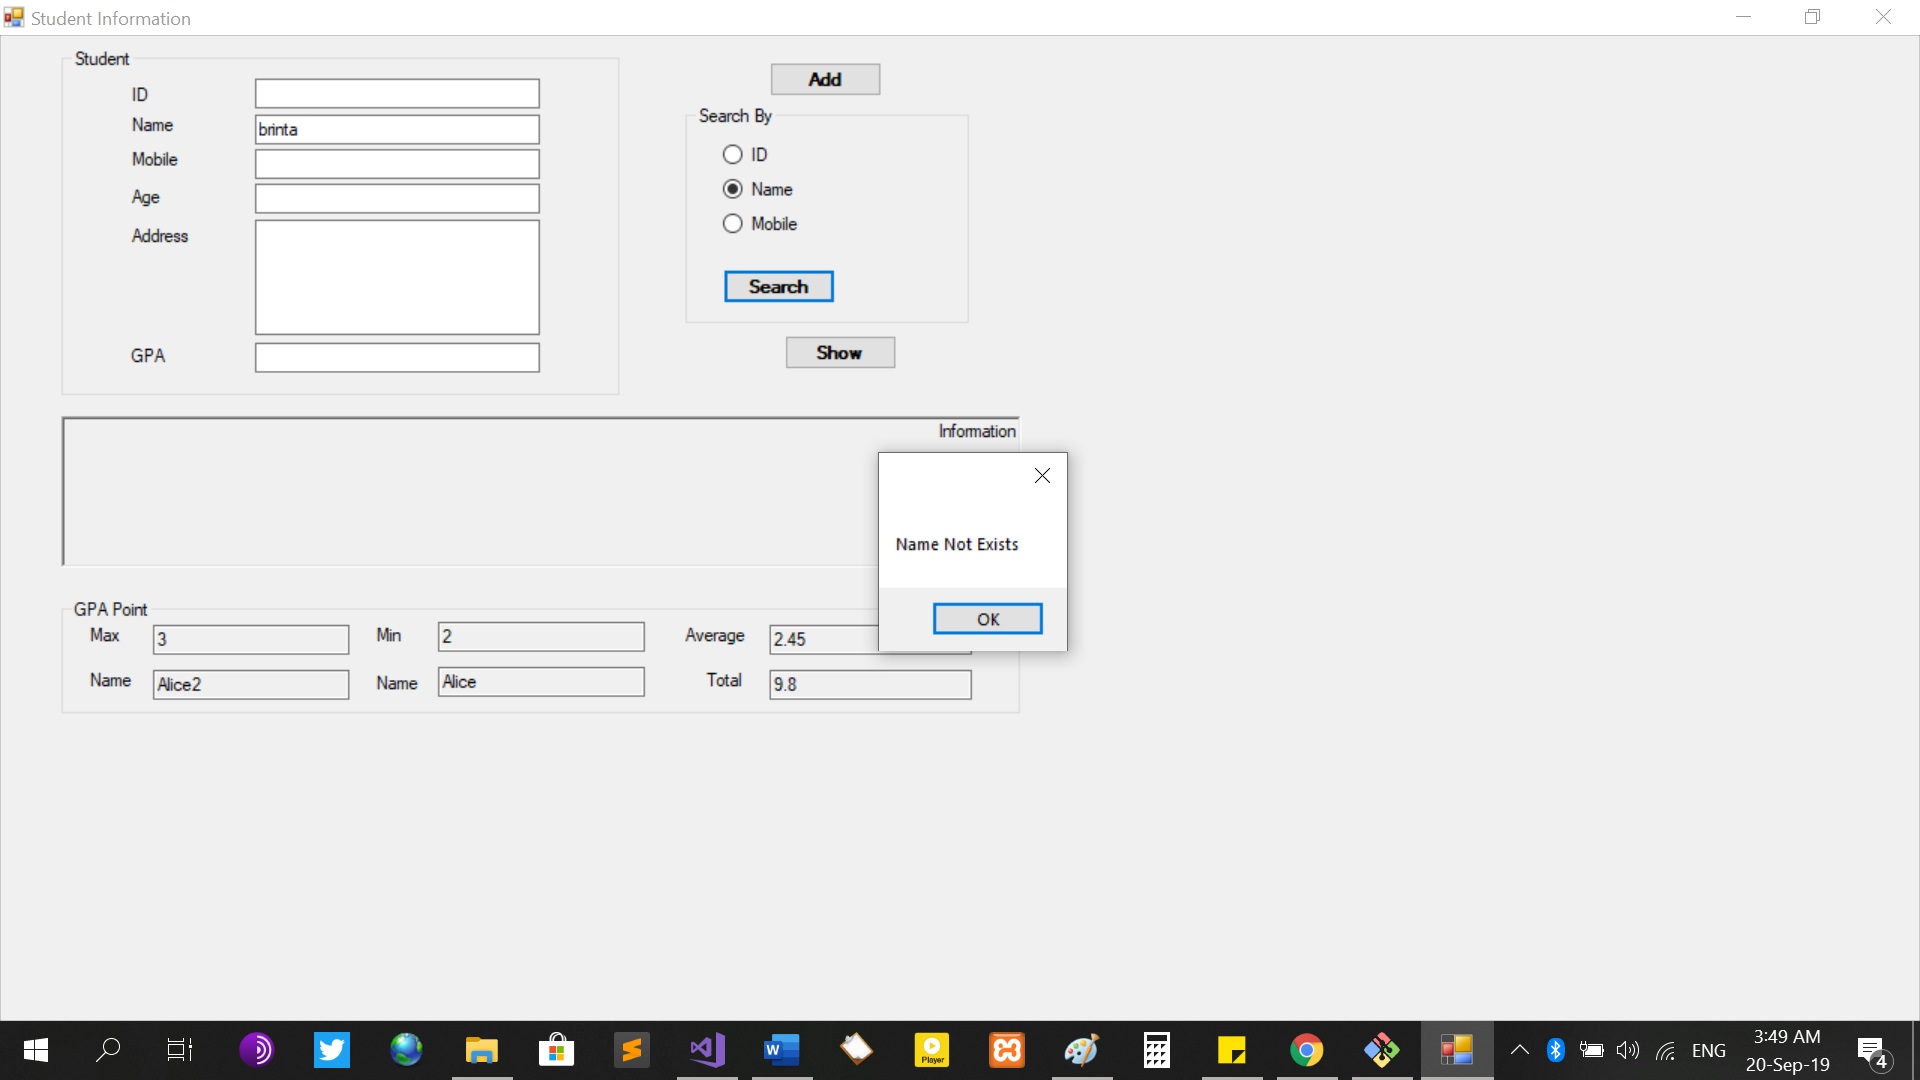 Student Information
Student
ID
Name brinta
Mobile
Age
Address
GPA
Add
Search By
ID
Name
Mobile
Search
Show
Information
Name Not Exists
OK
GPA Point
Max 3 Min 2 Average 2.45
Name Alice2 Name Alice Total 9.8
W Player ENG 3:49 AM
20-Sep-19 4